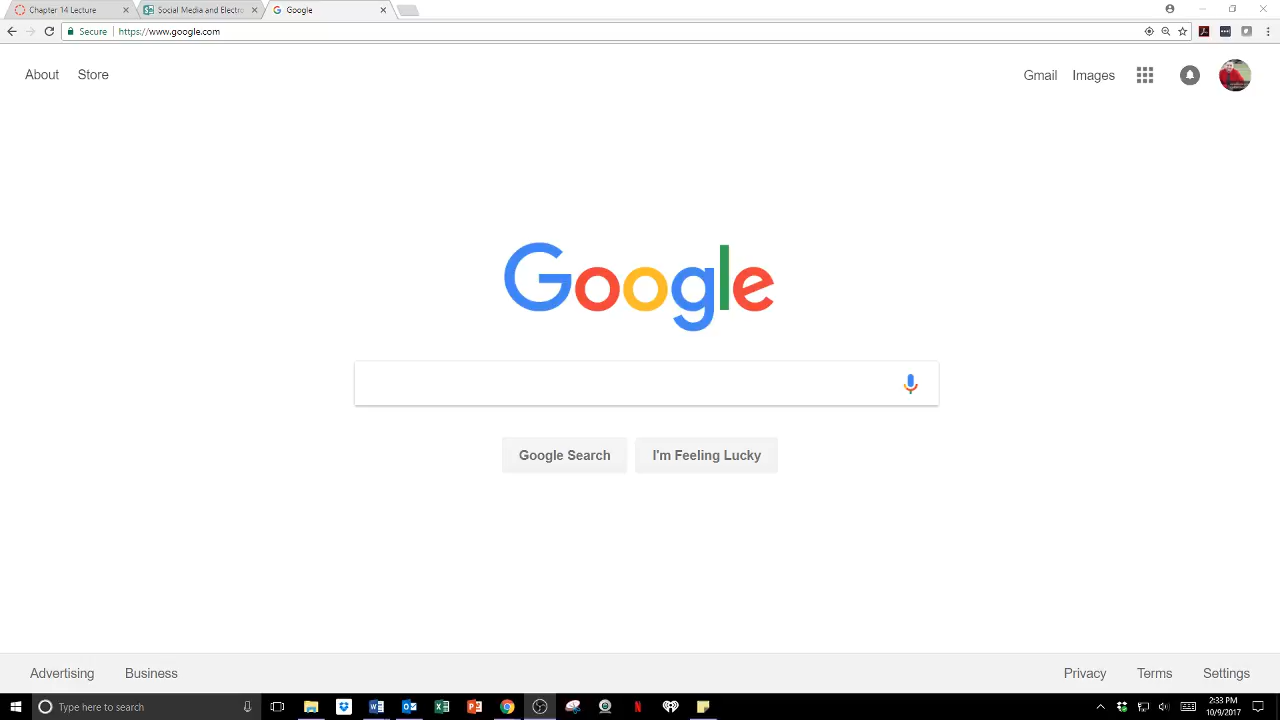 Chapter 14 Lecture
Social Media and Electro
Google
Secure
https://www.google.com
About
Store
Gmail
Images
Google
Google Search
I'm Feeling Lucky
Advertising
Business
Privacy
Terms
Settings
Type here to search
2:33 PM
10/9/2017